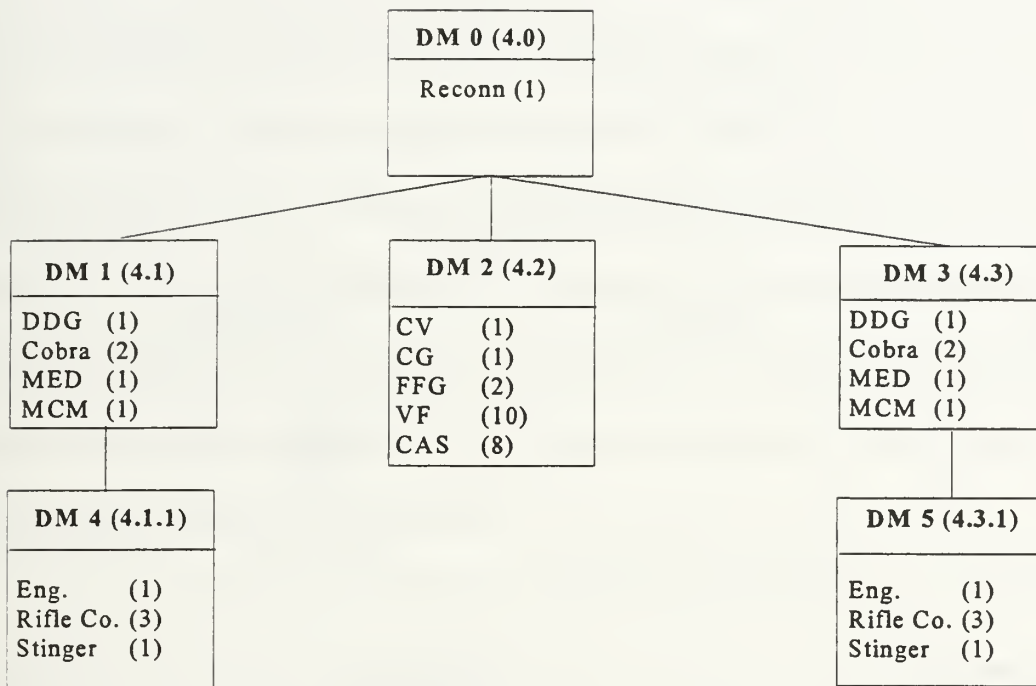 DM 0 (4.0)
Reconn (1)
DM 1 (4.1)
DDG (1)
Cobra (2)
MED (1)
MCM (1)
DM 2 (4.2)
CV (1)
CG (1)
FFG (2)
VF (10)
CAS (8)
DM 3 (4.3)
DDG (1)
Cobra (2)
MED (1)
MCM (1)
DM 4 (4.1.1)
Eng. (1)
Rifle Co. (3)
Stinger (1)
DM 5 (4.3.1)
Eng. (1)
Rifle Co. (3)
Stinger (1)